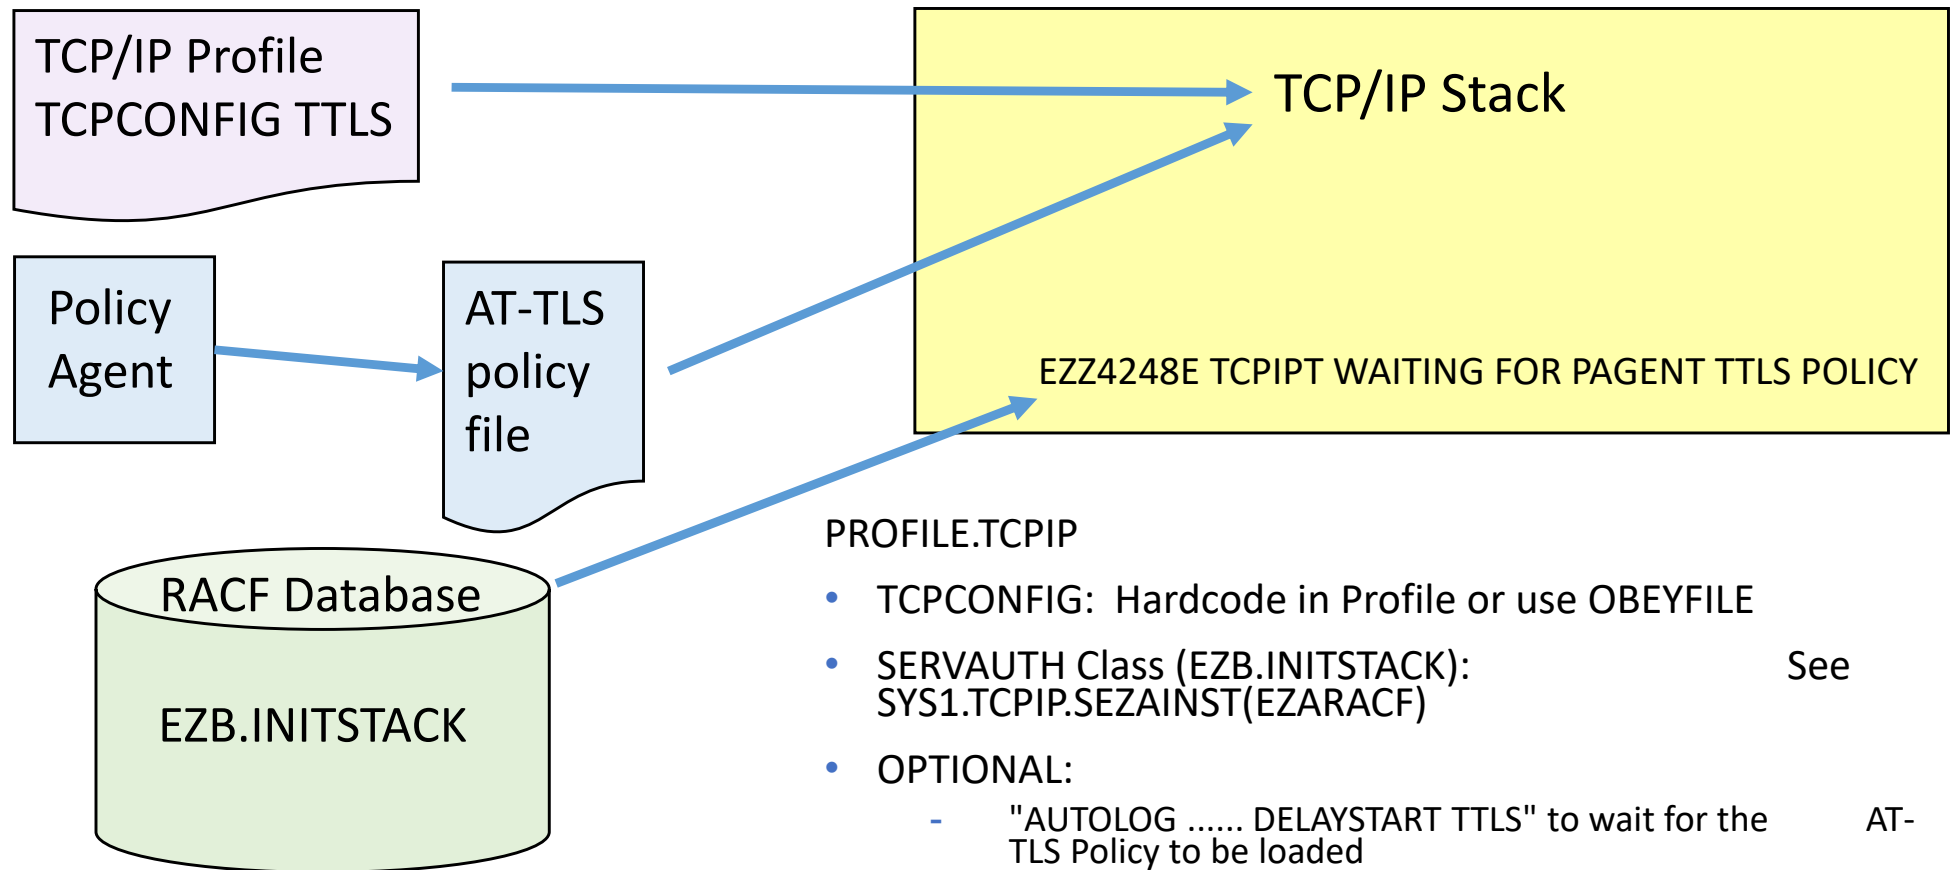 TCP/IP Profile
TCPCONFIG TTLS
TCP/IP Stack
Policy
Agent
AT-TLS
policy
file
EZZ4248E TCPIPT WAITING FOR PAGENT TTLS POLICY
RACF Database
EZB.INITSTACK
PROFILE.TCPIP
• TCPCONFIG: Hardcode in Profile or use OBEYFILE
• SERVAUTH Class (EZB.INITSTACK): See
SYS1.TCPIP.SEZAINST(EZARACF)
• OPTIONAL:
- "AUTOLOG ...... DELAYSTART TTLS" to wait for the AT-
TLS Policy to be loaded